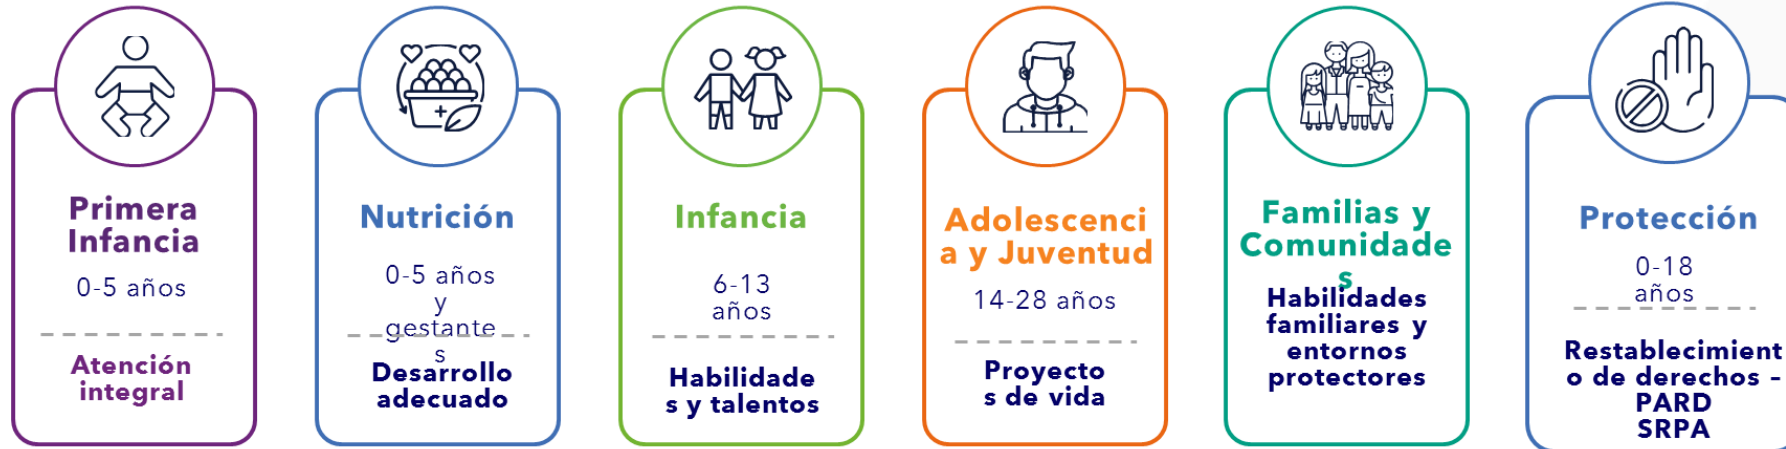 Primera
Infancia
0-5 años
Atención
integral
Nutrición
0-5 años
y
gestante
s
Desarrollo
adecuado
Infancia
6-13
años
Habilidade
s y talentos
Adolescenci
a y Juventud
14-28 años
Proyecto
s de vida
Familias y
Comunidade
s
Habilidades
familiares y
entornos
protectores
Protección
0-18
años
Restablecimient
o de derechos –
PARD
SRPA